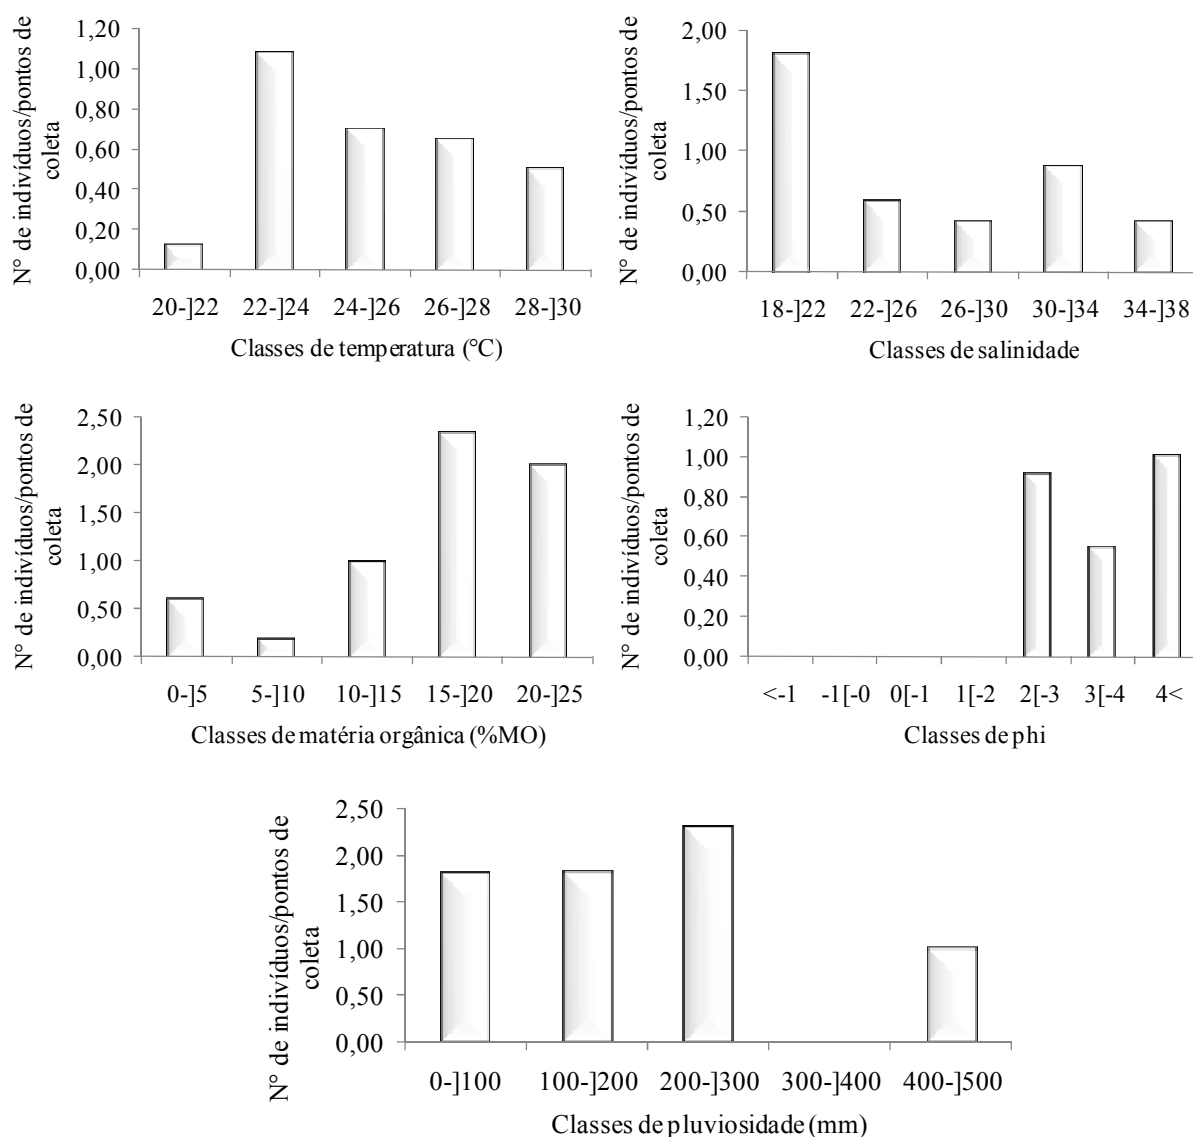 N° de indivíduos/pontos de
coleta
1,20
1,00
0,80
0,60
0,40
0,20
0,00
20-]22 22-]24 24-]26 26-]28 28-]30
Classes de temperatura (°C)
N° de indivíduos/pontos de
coleta
2,00
1,50
1,00
0,50
0,00
18-]22 22-]26 26-]30 30-]34 34-]38
Classes de salinidade
N° de indivíduos/pontos de
coleta
2,50
2,00
1,50
1,00
0,50
0,00
0-]5 5-]10 10-]15 15-]20 20-]25
Classes de matéria orgânica (%MO)
N° de indivíduos/pontos de
coleta
1,20
1,00
0,80
0,60
0,40
0,20
0,00
<-1 -1[-0 0[-1 1[-2 2[-3 3[-4 4<
Classes de phi
N° de indivíduos/pontos de
coleta
2,50
2,00
1,50
1,00
0,50
0,00
0-]100 100-]200 200-]300 300-]400 400-]500
Classes de pluviosidade (mm)